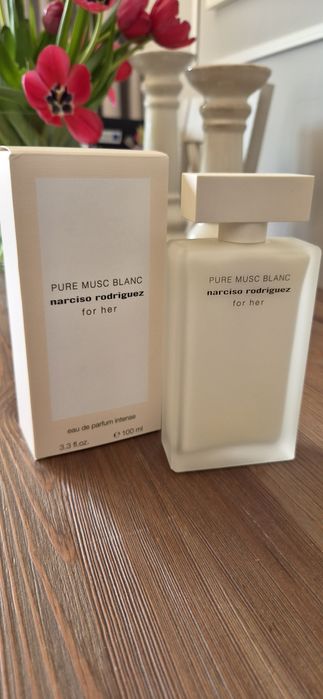 PURE MUSC BLANC
narciso rodriguez
for her
eau de parfum intense
3.3 fl.oz. ℮ 100 ml
PURE MUSC BLANC
narciso rodriguez
for her